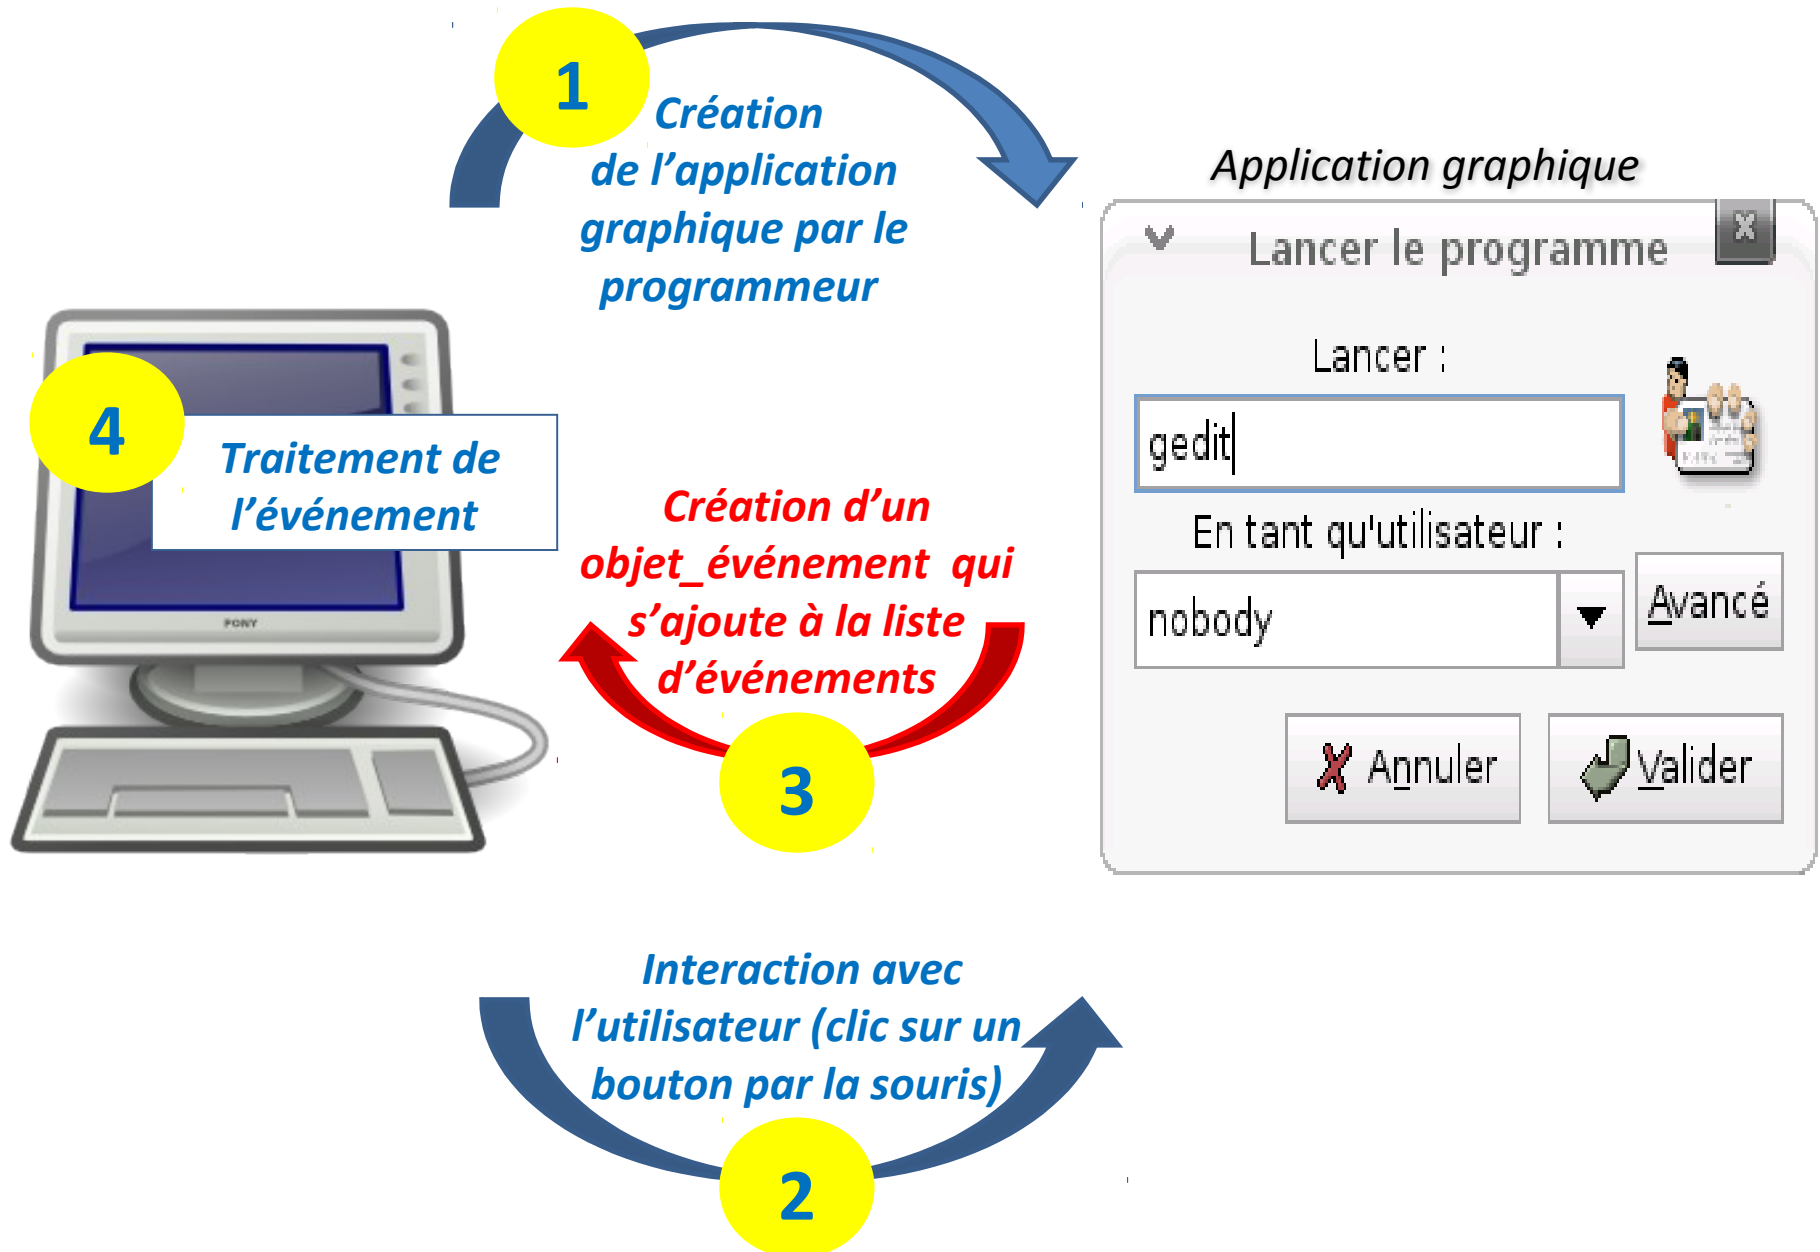 1
Création
de l'application
graphique par le
programmeur
Application graphique
x
Lancer le programme
Lancer :
gedit
En tant qu'utilisateur :
nobody
Avancé
Annuler
Valider
4
Traitement de
l'événement
PONY
Création d'un
objet_événement qui
s'ajoute à la liste
d'événements
3
Interaction avec
l'utilisateur (clic sur un
bouton par la souris)
2